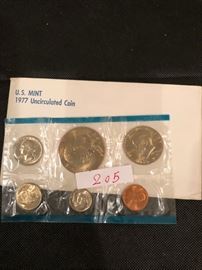 U.S. MINT
1977 Uncirculated Coin
205